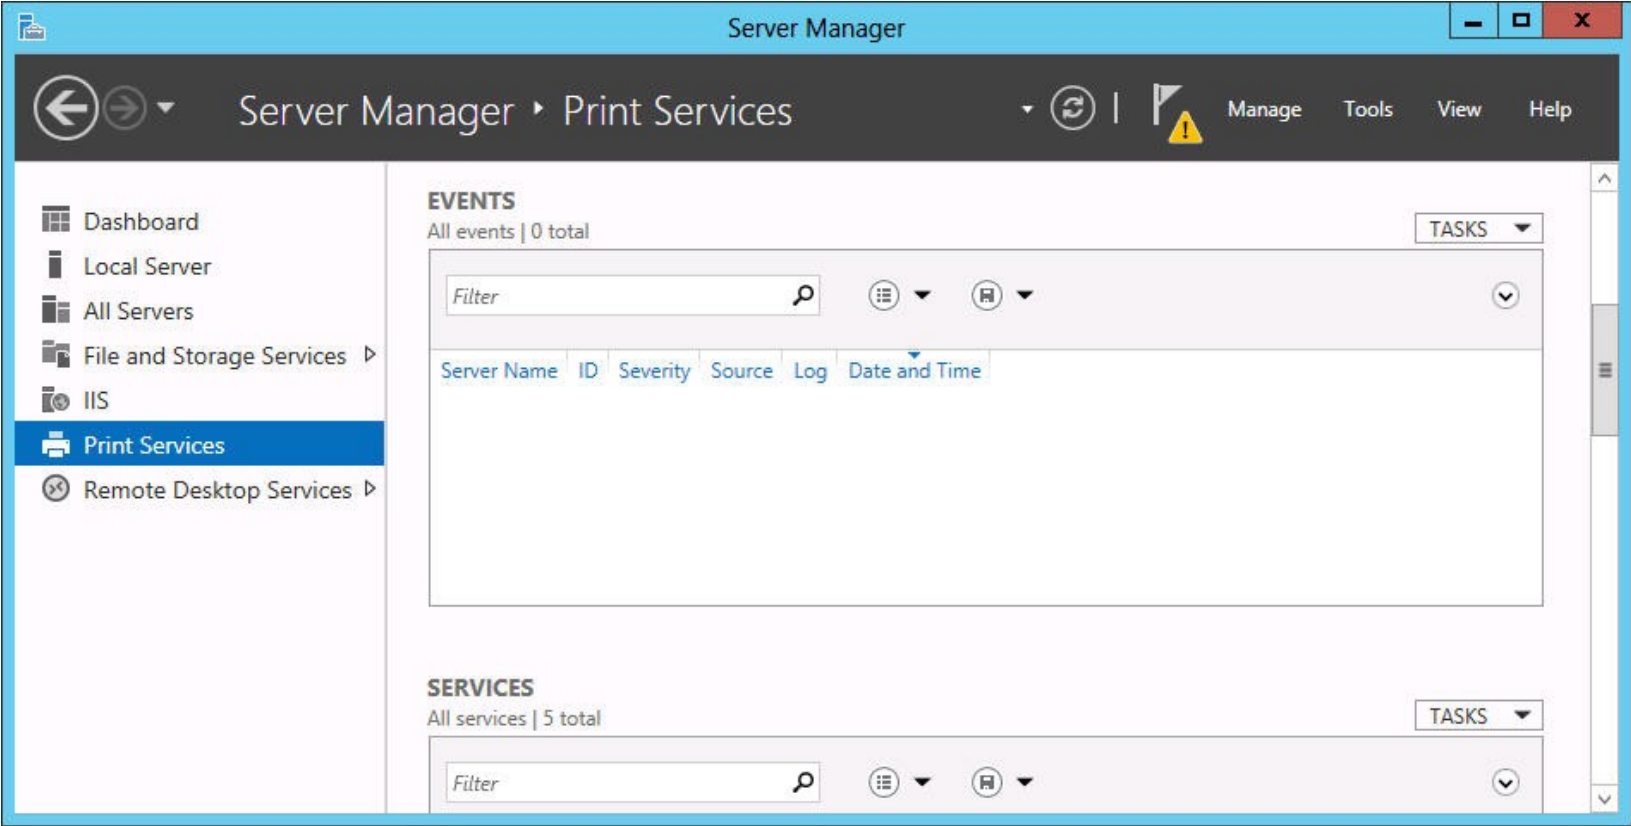 Server Manager
Server Manager ‣ Print Services
Manage Tools View Help
Dashboard
Local Server
All Servers
File and Storage Services
IIS
Print Services
Remote Desktop Services
EVENTS
All events | 0 total
TASKS
Filter
Server Name ID Severity Source Log Date and Time
SERVICES
All services | 5 total
TASKS
Filter